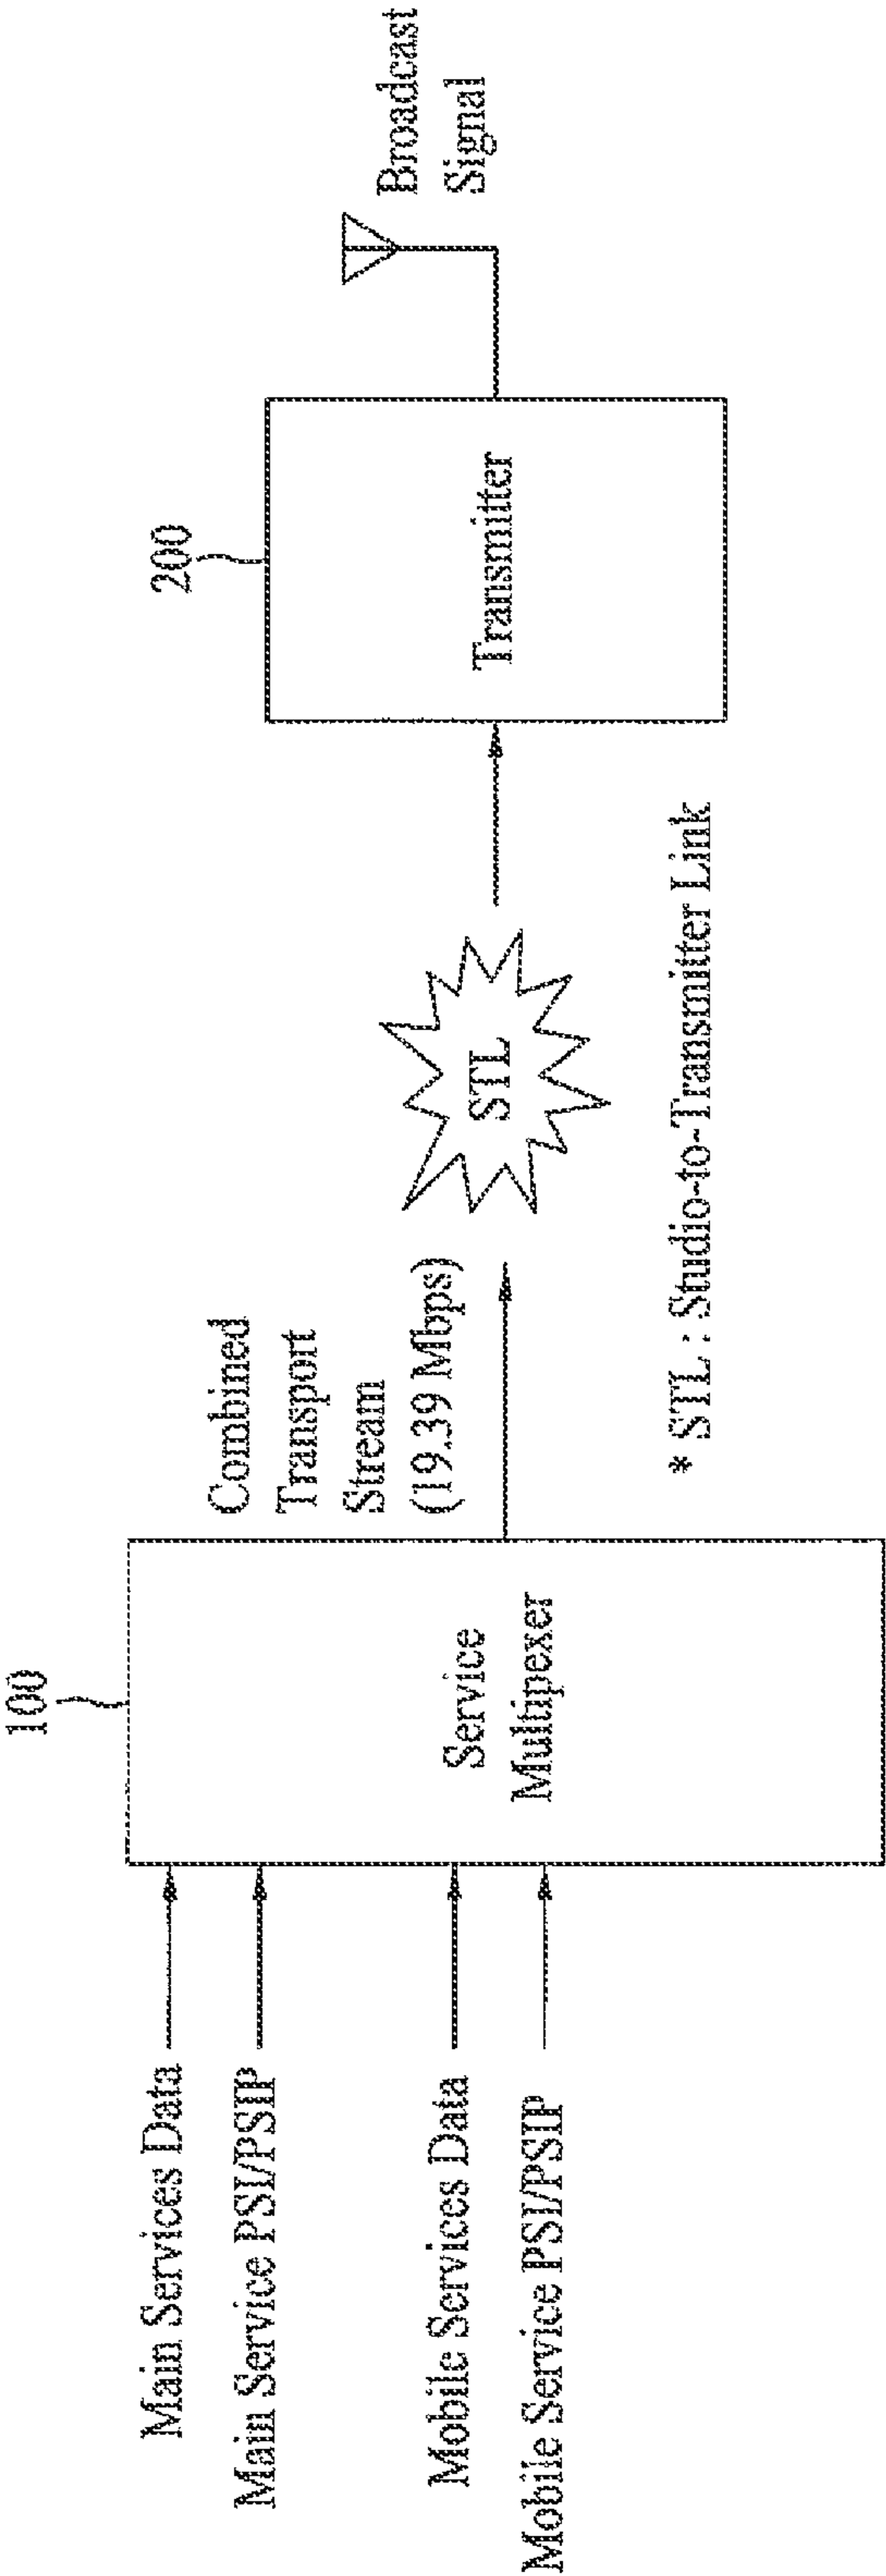 100
200
Main Services Data
Main Service PSI/PSIP
Mobile Services Data
Mobile Service PSI/PSIP
Service
Multipexer
Combined
Transport
Stream
(19.39 Mbps)
STL
Transmitter
Broadcast
Signal
* STL : Studio-to-Transmitter Link